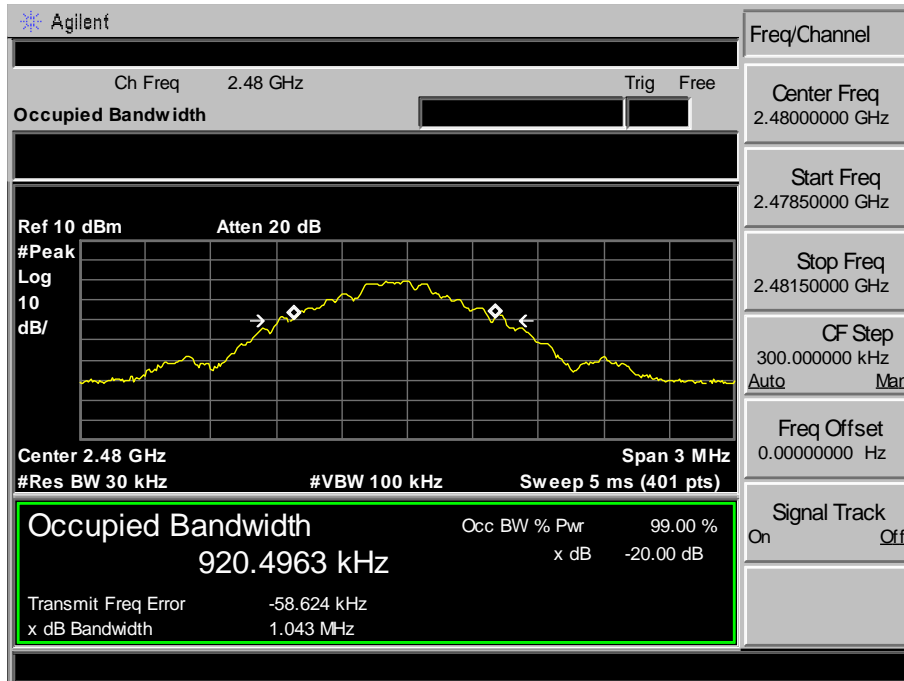 Agilent
Freq/Channel
Ch Freq 2.48 GHz Trig Free
Occupied Bandwidth
Center Freq
2.48000000 GHz
Start Freq
2.47850000 GHz
Stop Freq
2.48150000 GHz
CF Step
300.000000 kHz
Auto Man
Freq Offset
0.00000000 Hz
Signal Track
On Off
Ref 10 dBm Atten 20 dB
#Peak
Log
10
dB/
Center 2.48 GHz Span 3 MHz
#Res BW 30 kHz #VBW 100 kHz Sweep 5 ms (401 pts)
Occupied Bandwidth Occ BW % Pwr 99.00 %
920.4963 kHz x dB -20.00 dB
Transmit Freq Error -58.624 kHz
x dB Bandwidth 1.043 MHz